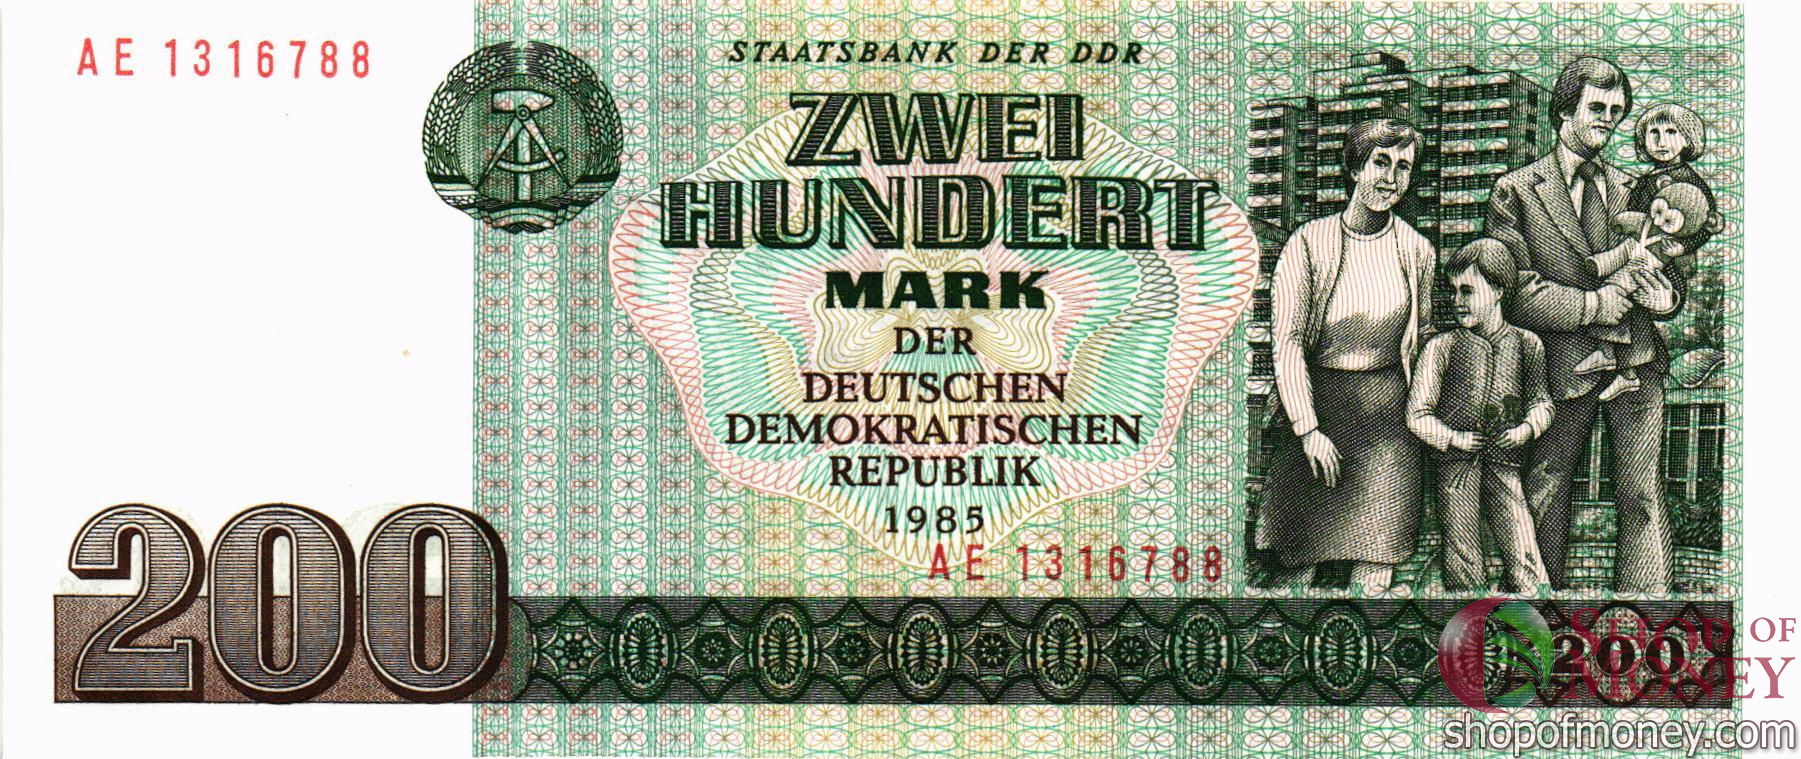 AE 1316788
STAATSBANK DER DDR
ZWEI
HUNDERT
MARK
DER
DEUTSCHEN
DEMOKRATISCHEN
REPUBLIK
1985
AE 1316788
200
200
SHOP OF
MONEY
shopofmoney.com